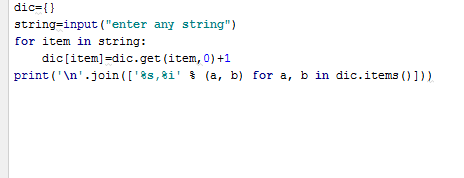 dic={}
string=input("enter any string")
for item in string:
    dic[item]=dic.get(item,0)+1
print('\n'.join(['%s,%i' % (a, b) for a, b in dic.items()]))